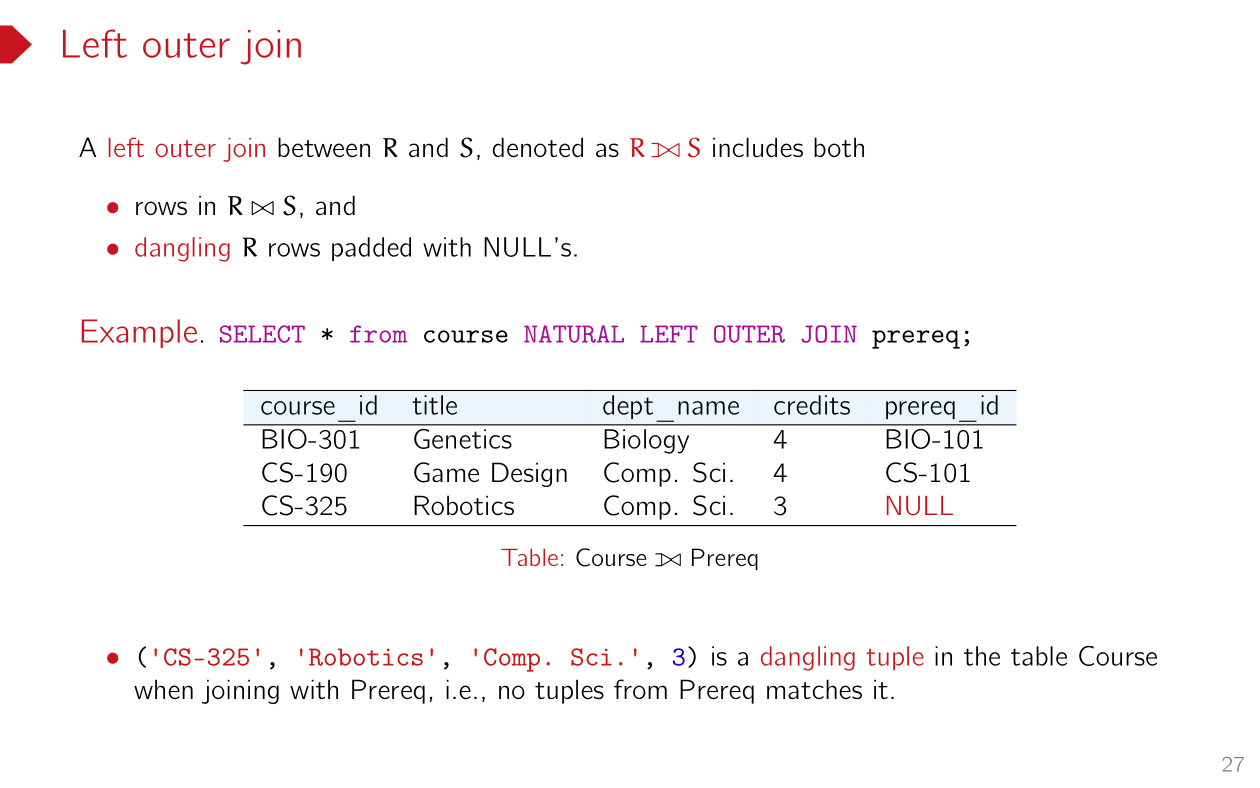 Left outer join
A left outer join between R and S, denoted as R ⟕ S includes both
• rows in R ⋈ S, and
• dangling R rows padded with NULL's.
Example. SELECT * from course NATURAL LEFT OUTER JOIN prereq;
course_id title dept_name credits prereq_id
BIO-301 Genetics Biology 4 BIO-101
CS-190 Game Design Comp. Sci. 4 CS-101
CS-325 Robotics Comp. Sci. 3 NULL
Table: Course ⟕ Prereq
• ('CS-325', 'Robotics', 'Comp. Sci.', 3) is a dangling tuple in the table Course
when joining with Prereq, i.e., no tuples from Prereq matches it.
27